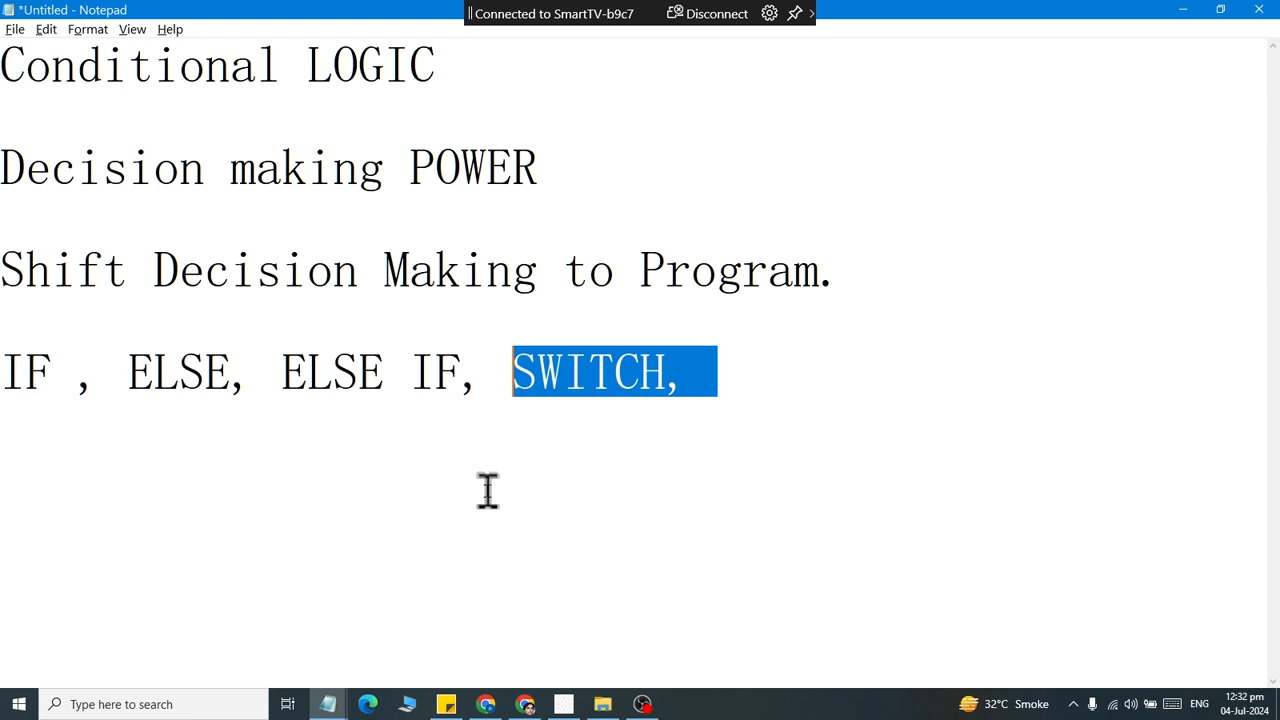 *Untitled - Notepad
Connected to SmartTV-b9c7
Disconnect
File Edit Format View Help
Conditional LOGIC
Decision making POWER
Shift Decision Making to Program.
IF , ELSE, ELSE IF, SWITCH,
Type here to search
32°C Smoke
ENG
12:32 pm
04-Jul-2024